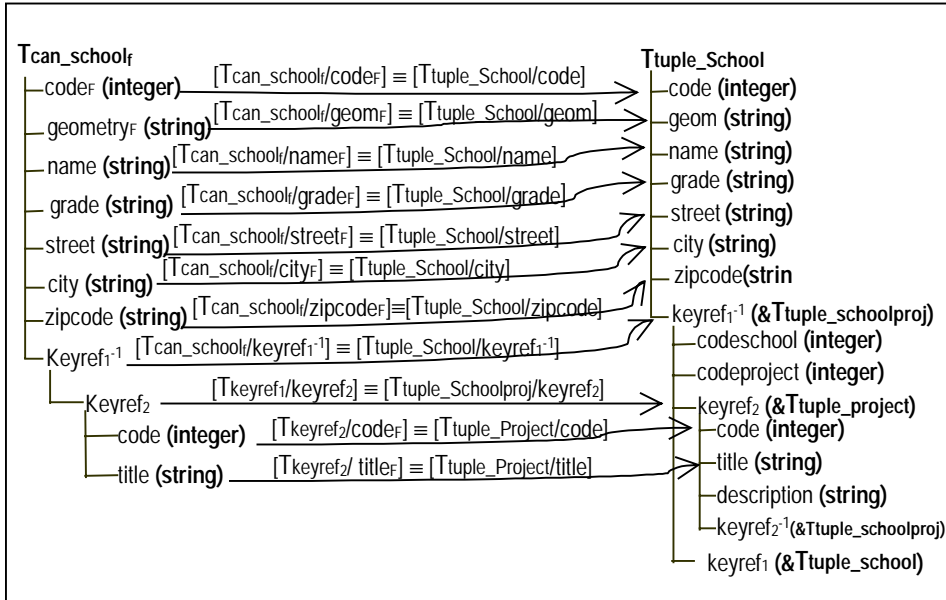 Tcan_schoolf
Ttuple_School
codeF (integer) [Tcan_schoolf/codeF] ≡ [Ttuple_School/code] code (integer)
geometryF (string) [Tcan_schoolf/geomF] ≡ [Ttuple_School/geom] geom (string)
name (string) [Tcan_schoolf/nameF] ≡ [Ttuple_School/name] name (string)
grade (string) [Tcan_schoolf/gradeF] ≡ [Ttuple_School/grade] grade (string)
street (string) [Tcan_schoolf/streetF] ≡ [Ttuple_School/street] street (string)
city (string) [Tcan_schoolf/cityF] ≡ [Ttuple_School/city] city (string)
zipcode (string) [Tcan_schoolf/zipcodeF]≡[Ttuple_School/zipcode] zipcode(strin
Keyref1-1 [Tcan_schoolf/keyref1-1] ≡ [Ttuple_School/keyref1-1] keyref1-1 (&Ttuple_schoolproj)
codeschool (integer)
codeproject (integer)
Keyref2 [Tkeyref1/keyref2] ≡ [Ttuple_Schoolproj/keyref2] keyref2 (&Ttuple_project)
code (integer) [Tkeyref2/codeF] ≡ [Ttuple_Project/code] code (integer)
title (string) [Tkeyref2/ titleF] ≡ [Ttuple_Project/title] title (string)
description (string)
keyref2-1 (&Ttuple_schoolproj)
keyref1 (&Ttuple_school)